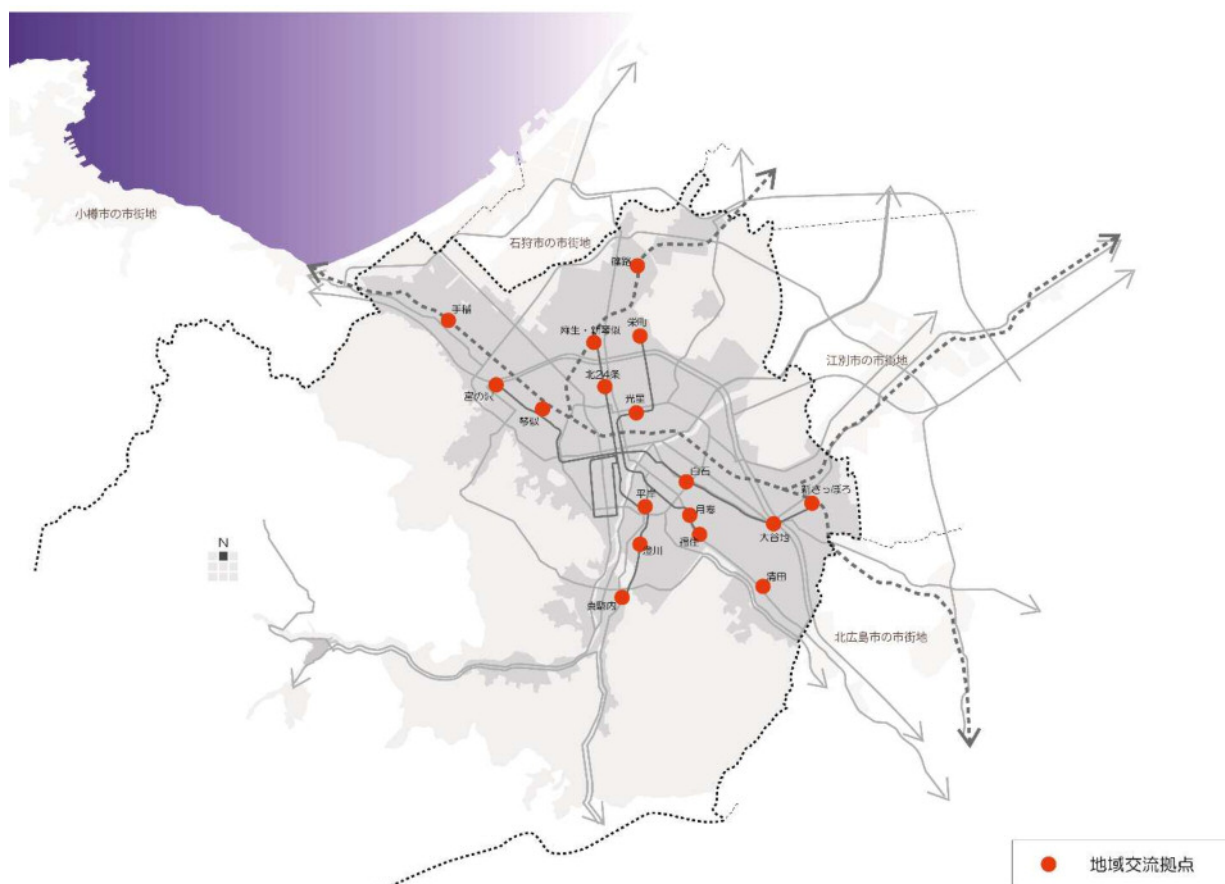 小樽市の市街地
石狩市の市街地
篠路
手稲
麻生・新琴似
栄町
江別市の市街地
北24条
宮の沢
光星
琴似
白石
新さっぽろ
平岸
月寒
大谷地
N
澄川
福住
清田
真駒内
北広島市の市街地
地域交流拠点